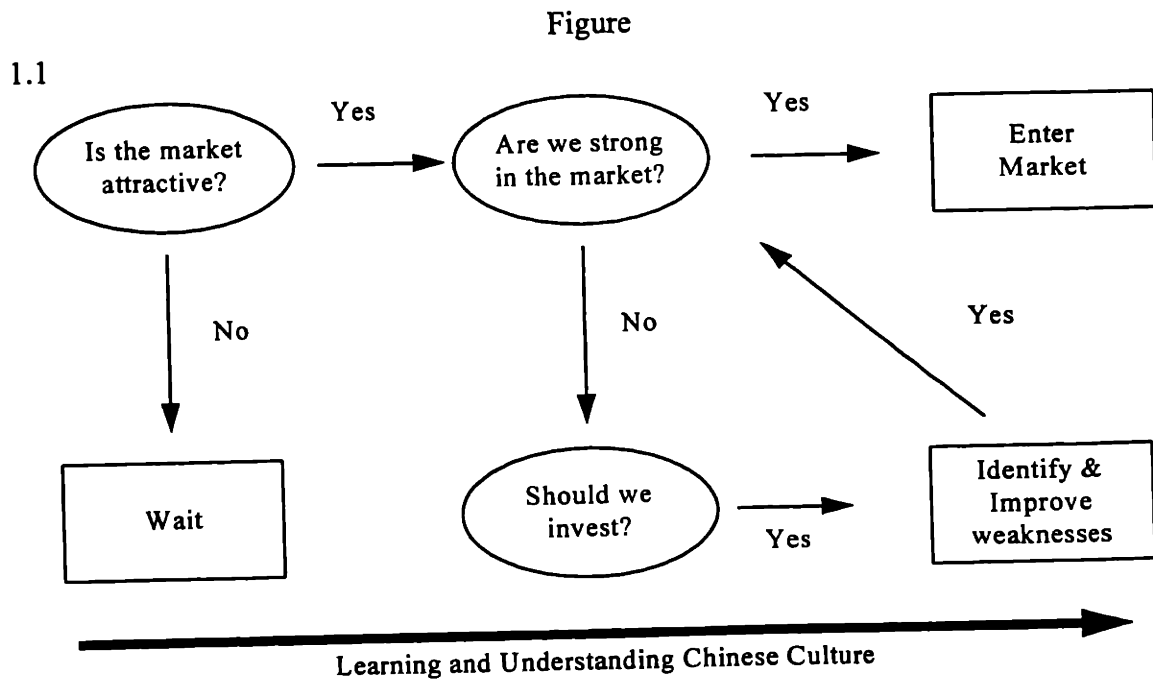 Figure
1.1
Is the market
attractive?
Yes
Are we strong
in the market?
Yes
Enter
Market
No
No
Yes
Wait
Should we
invest?
Yes
Identify &
Improve
weaknesses
Learning and Understanding Chinese Culture